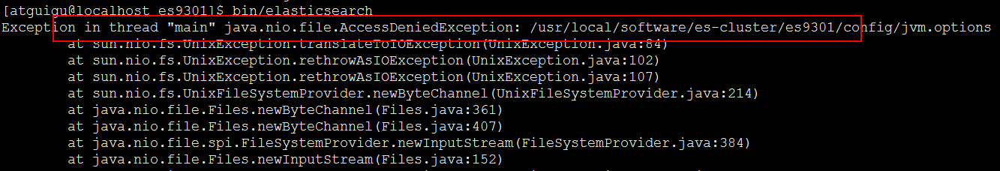 [atguigu@localhost es9301]$ bin/elasticsearch
Exception in thread "main" java.nio.file.AccessDeniedException: /usr/local/software/es-cluster/es9301/config/jvm.options
at sun.nio.fs.UnixException.translateToIOException(UnixException.java:84)
at sun.nio.fs.UnixException.rethrowAsIOException(UnixException.java:102)
at sun.nio.fs.UnixException.rethrowAsIOException(UnixException.java:107)
at sun.nio.fs.UnixFileSystemProvider.newByteChannel(UnixFileSystemProvider.java:214)
at java.nio.file.Files.newByteChannel(Files.java:361)
at java.nio.file.Files.newByteChannel(Files.java:407)
at java.nio.file.spi.FileSystemProvider.newInputStream(FileSystemProvider.java:384)
at java.nio.file.Files.newInputStream(Files.java:152)